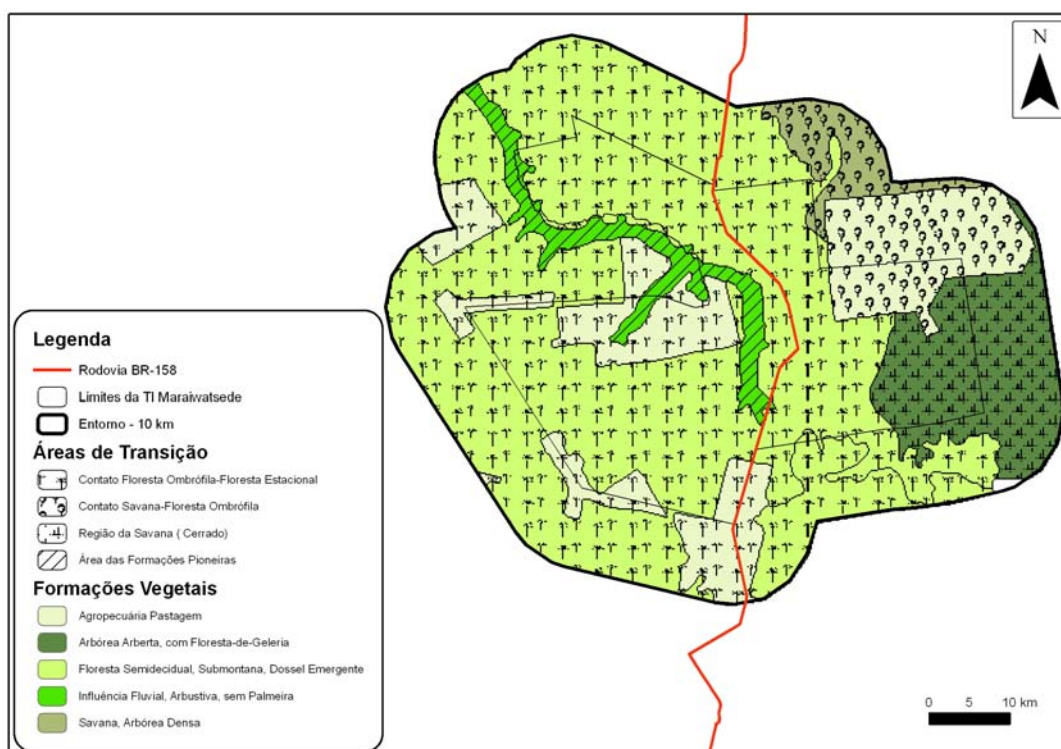 N
Legenda
Rodovia BR-158
Limites da TI Maraiwatsede
Entorno - 10 km
Áreas de Transição
Contato Floresta Ombrófila-Floresta Estacional
Contato Savana-Floresta Ombrófila
Região da Savana ( Cerrado)
Área das Formações Pioneiras
Formações Vegetais
Agropecuária Pastagem
Arbórea Arberta, com Floresta-de-Geleria
Floresta Semidecidual, Submontana, Dossel Emergente
Influência Fluvial, Arbustiva, sem Palmeira
Savana, Arbórea Densa
0 5 10 km